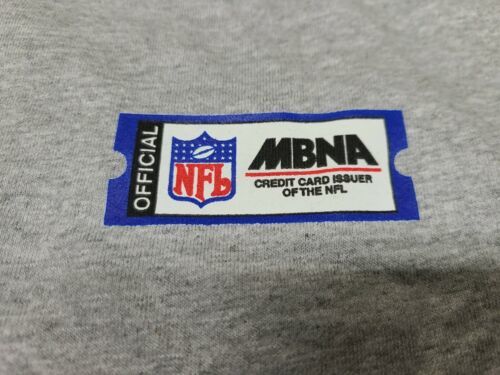 OFFICIAL
NFL
MBNA
CREDIT CARD ISSUER
OF THE NFL